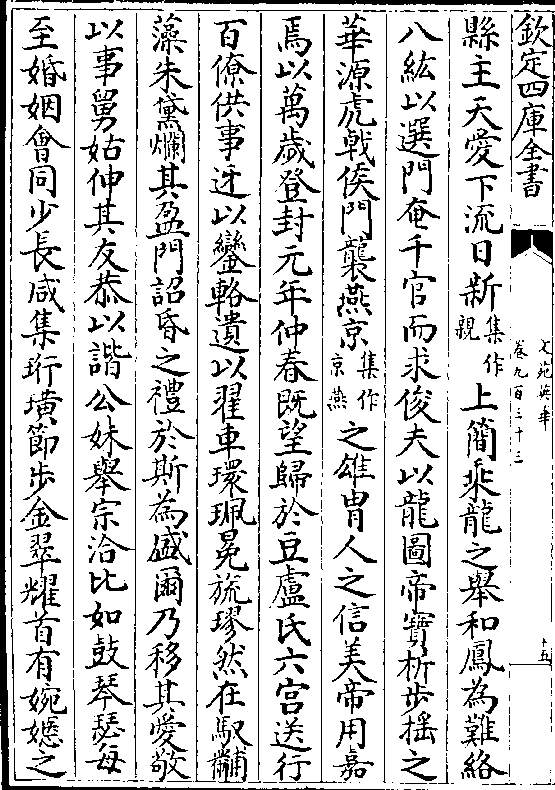 欽定四庫全書
文苑英華
卷九百三十三
十五
縣主天愛下流日新集作親上簡乘龍之舉和鳳為難絡
八紘以選門奄千官而求俊夫以龍圖帝寶析步搖之
華源虎戟侯門襲燕京集作京燕之雄胄人之信美帝用嘉
焉以萬歲登封元年仲春既望歸於豆盧氏六宮送行
百僚供事迓以鑾輅遺以翟車環珮冕旒璆然在馭黼
藻朱黛爛其盈門詔昏之禮於斯為盛爾乃移其愛敬
以事舅姑仲其友恭以諧公妹舉宗洽比如鼓琴瑟每
至婚姻會同少長咸集珩璜節步金翠耀首有婉嬺之